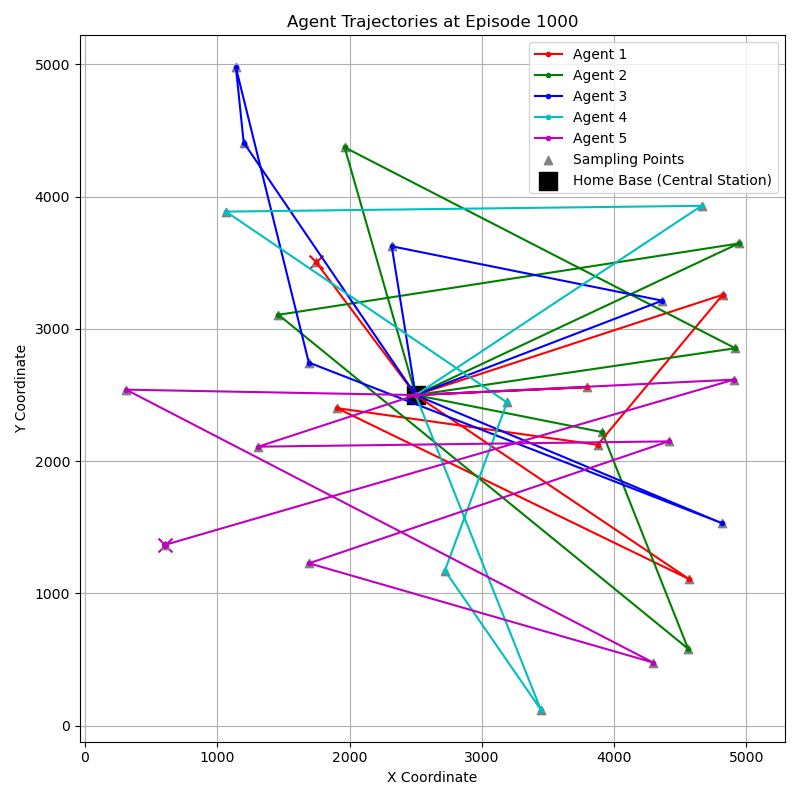 Agent Trajectories at Episode 1000
Agent 1
Agent 2
Agent 3
Agent 4
Agent 5
Sampling Points
Home Base (Central Station)
Y Coordinate
5000
4000
3000
2000
1000
0
0 1000 2000 3000 4000 5000
X Coordinate